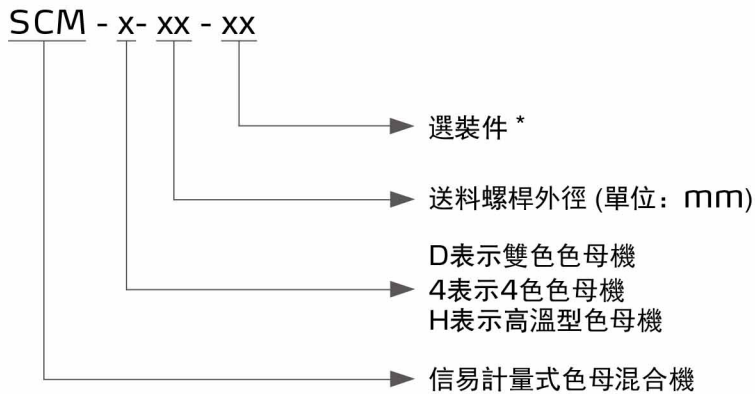 SCM - x- xx - xx
選裝件 *
送料螺桿外徑 (單位：mm)
D表示雙色色母機
4表示4色色母機
H表示高溫型色母機
信易計量式色母混合機